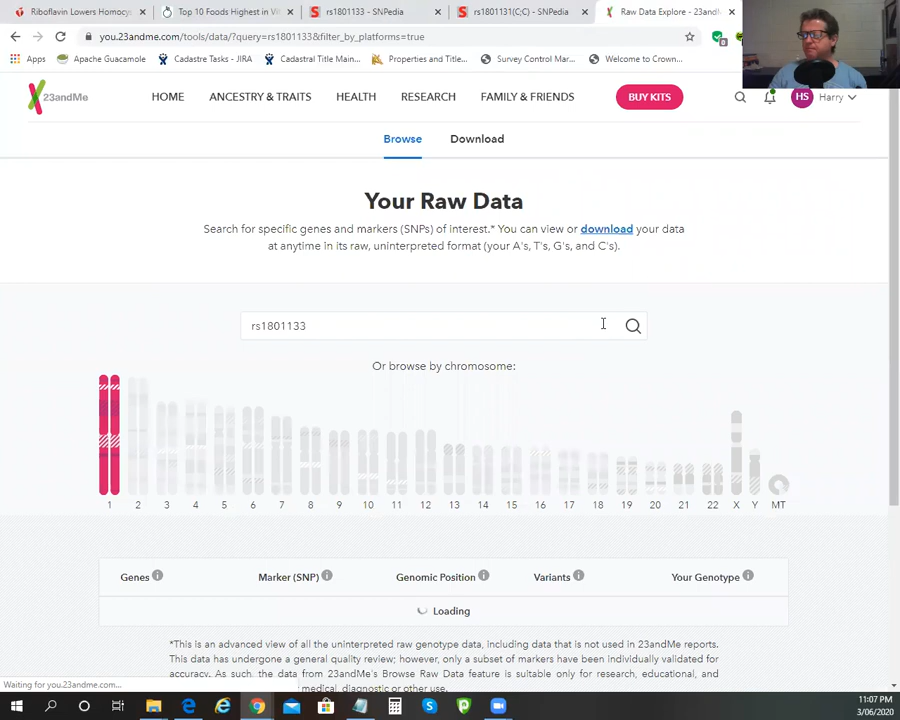 Riboflavin Lowers Homocy
Top 10 Foods Highest in Vi
rs1801133 - SNPedia
rs1801131(C;C) - SNPedia
Raw Data Explore - 23and
you.23andme.com/tools/data/?query=rs1801133&filter_by_platforms=true
Apps
Apache Guacamole
Cadastre Tasks - JIRA
Cadastral Title Main...
Properties and Title...
Survey Control Mar...
Welcome to Crown...
23andMe
HOME
ANCESTRY & TRAITS
HEALTH
RESEARCH
FAMILY & FRIENDS
BUY KITS
HS
Harry
Browse
Download
Your Raw Data
Search for specific genes and markers (SNPs) of interest.* You can view or download your data
at anytime in its raw, uninterpreted format (your A's, T's, G's, and C's).
rs1801133
Or browse by chromosome:
1 2 3 4 5 6 7 8 9 10 11 12 13 14 15 16 17 18 19 20 21 22 X Y MT
Genes
Marker (SNP)
Genomic Position
Variants
Your Genotype
Loading
*This is an advanced view of all the uninterpreted raw genotype data, including data that is not used in 23andMe reports.
This data has undergone a general quality review; however, only a subset of markers have been individually validated for
accuracy. As such, the data from 23andMe's Browse Raw Data feature is suitable only for research, educational, and
medical, diagnostic or other use.
Waiting for you.23andme.com...
11:07 PM
3/06/2020